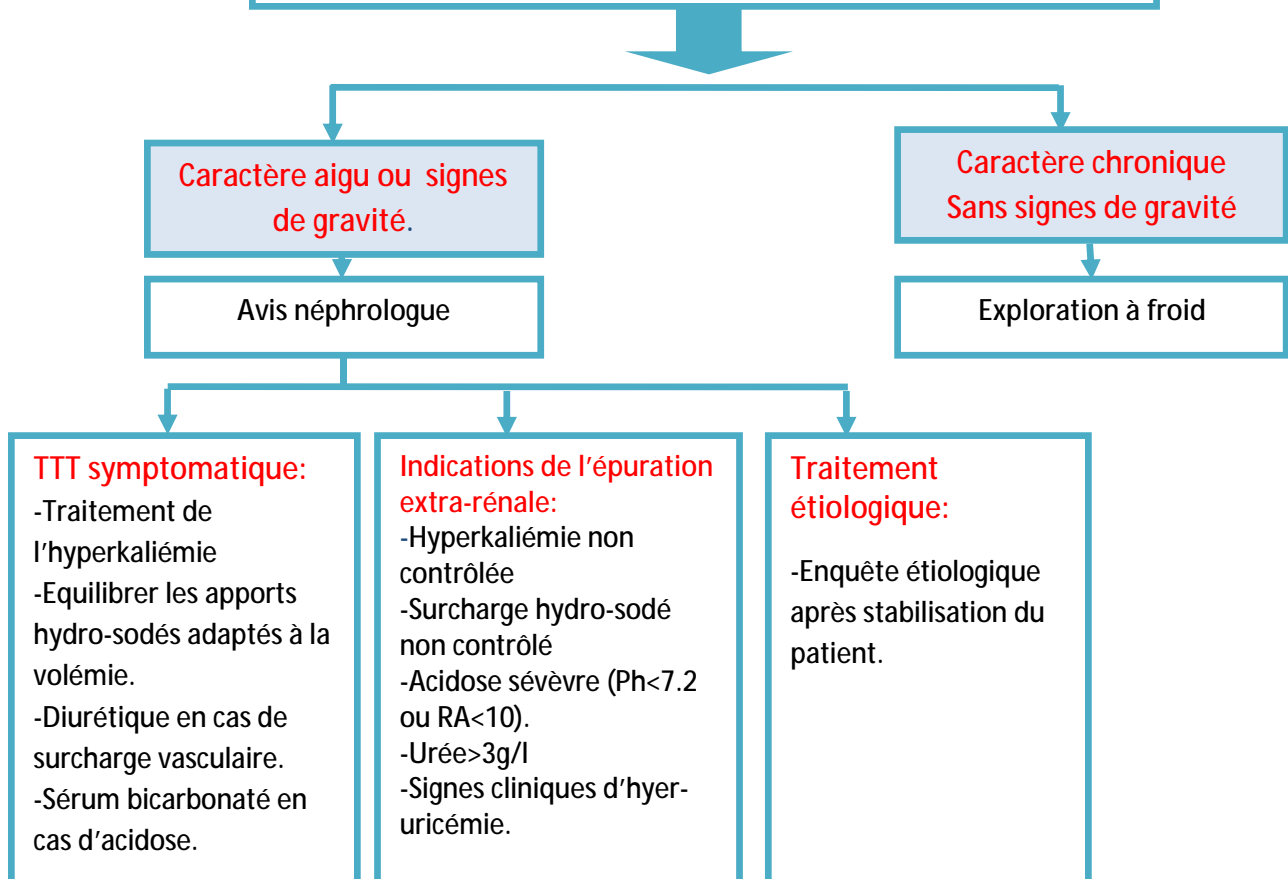 Caractère aigu ou signes
de gravité.
Caractère chronique
Sans signes de gravité
Avis néphrologue
Exploration à froid
TTT symptomatique:
-Traitement de
l'hyperkaliémie
-Equilibrer les apports
hydro-sodés adaptés à la
volémie.
-Diurétique en cas de
surcharge vasculaire.
-Sérum bicarbonaté en
cas d'acidose.
Indications de l'épuration
extra-rénale:
-Hyperkaliémie non
contrôlée
-Surcharge hydro-sodé
non contrôlé
-Acidose sévèvre (Ph<7.2
ou RA<10).
-Urée>3g/l
-Signes cliniques d'hyer-
uricémie.
Traitement
étiologique:
-Enquête étiologique
après stabilisation du
patient.